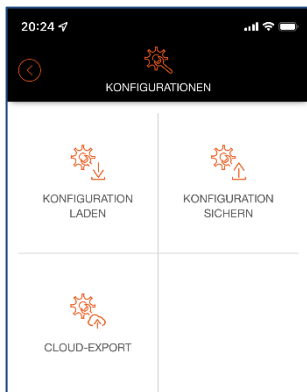 20:24
KONFIGURATIONEN
KONFIGURATION
LADEN
KONFIGURATION
SICHERN
CLOUD-EXPORT